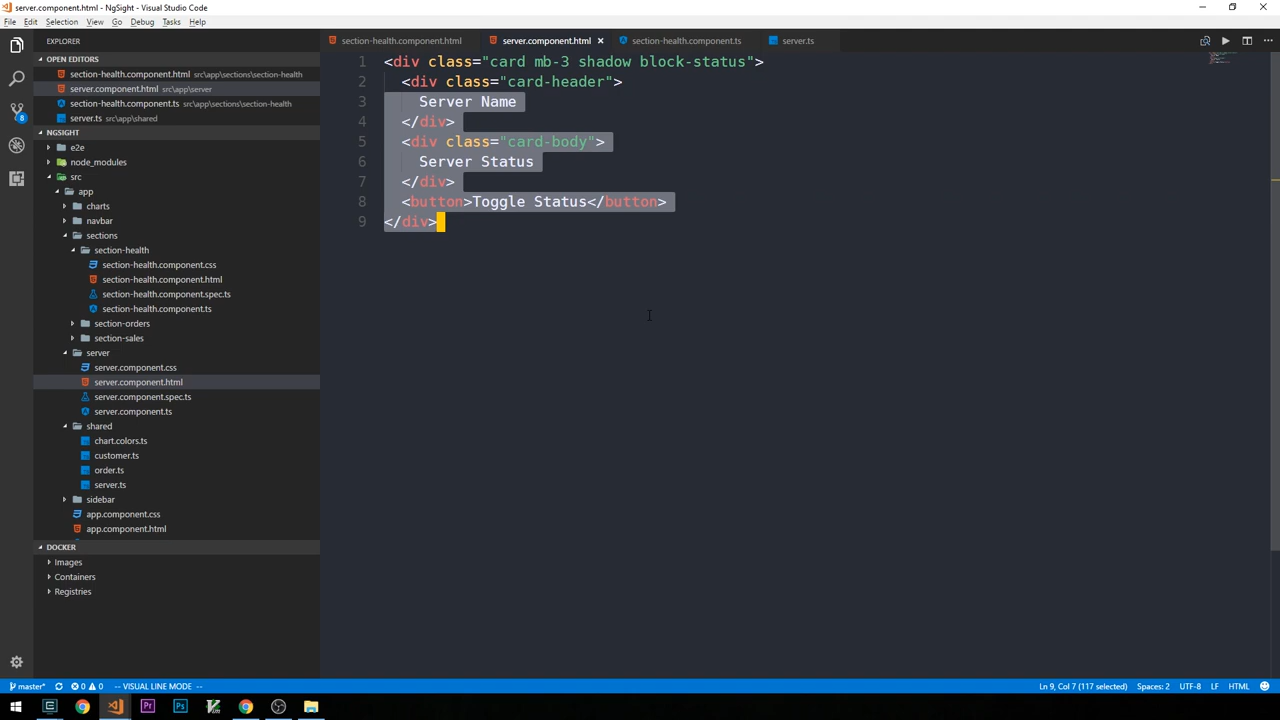 server.component.html - NgSight - Visual Studio Code
File Edit Selection View Go Debug Tasks Help
EXPLORER
section-health.component.html server.component.html section-health.component.ts server.ts
OPEN EDITORS
section-health.component.html src\app\sections\section-health
server.component.html src\app\server
section-health.component.ts src\app\sections\section-health
server.ts src\app\shared
NGSIGHT
e2e
node_modules
src
app
charts
navbar
sections
section-health
section-health.component.css
section-health.component.html
section-health.component.spec.ts
section-health.component.ts
section-orders
section-sales
server
server.component.css
server.component.html
server.component.spec.ts
server.component.ts
shared
chart.colors.ts
customer.ts
order.ts
server.ts
sidebar
app.component.css
app.component.html
DOCKER
Images
Containers
Registries
8
1 <div class="card mb-3 shadow block-status">
2 <div class="card-header">
3 Server Name
4 </div>
5 <div class="card-body">
6 Server Status
7 </div>
8 <button>Toggle Status</button>
9 </div>
master* 0 0 -- VISUAL LINE MODE -- Ln 9, Col 7 (117 selected) Spaces: 2 UTF-8 LF HTML
Pr Ps